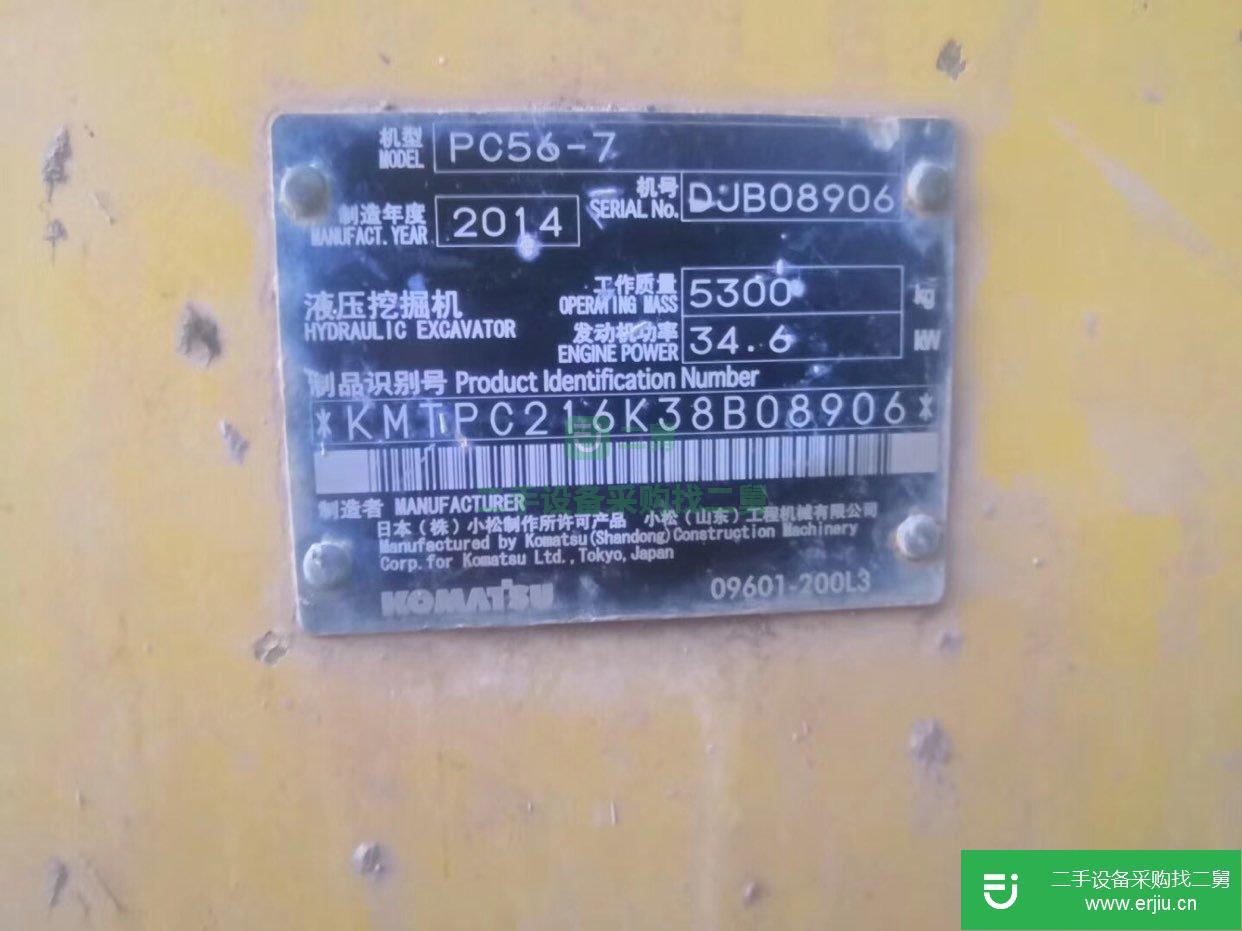 机型 MODEL PC56-7
机号 SERIAL No. DJB08906
制造年度 MANUFACT. YEAR 2014
液压挖掘机
HYDRAULIC EXCAVATOR
工作质量 OPERATING MASS 5300 kg
发动机功率 ENGINE POWER 34.6 kW
制品识别号 Product Identification Number
*KMTPC216K38B08906*
二舅
二手设备采购找二舅
制造者 MANUFACTURER
日本(株)小松制作所许可产品 小松(山东)工程机械有限公司
Manufactured by Komatsu(Shandong)Construction Machinery
Corp. for Komatsu Ltd., Tokyo, Japan
KOMATSU 09601-200L3
二手设备采购找二舅
www.erjiu.cn